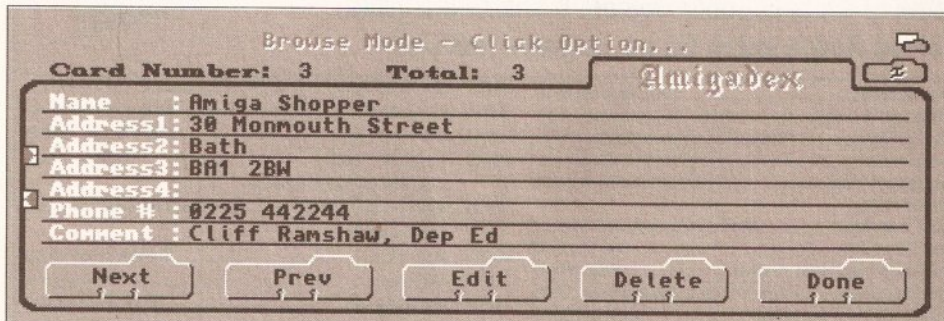 Browse Mode - Click Option...
Card Number: 3 Total: 3
Amigadex
Name : Amiga Shopper
Address1: 30 Monmouth Street
Address2: Bath
Address3: BA1 2BW
Address4:
Phone # : 0225 442244
Comment : Cliff Ramshaw, Dep Ed
Next Prev Edit Delete Done